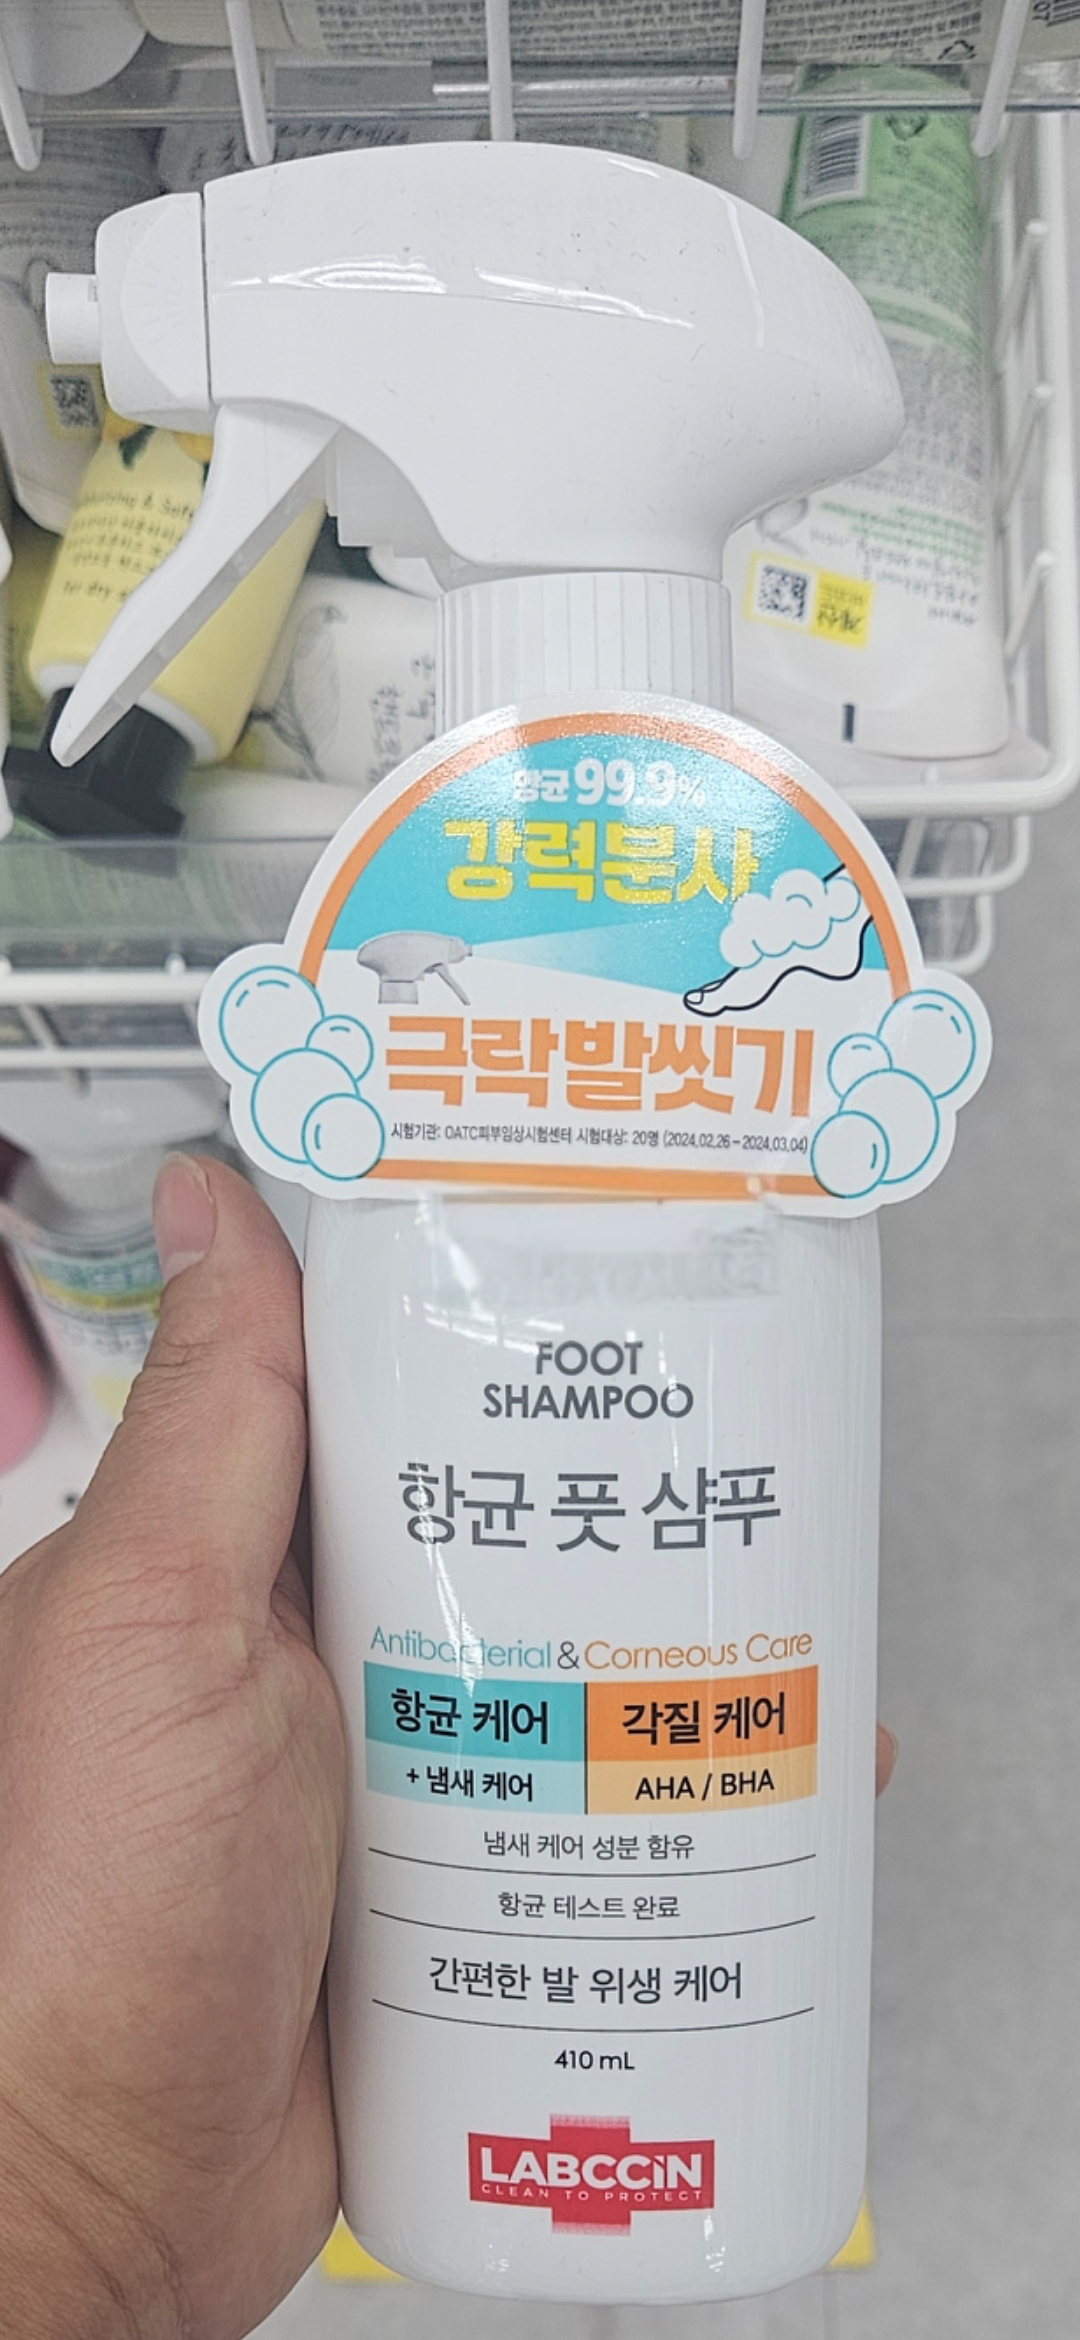 항균 99.9%
강력분사
극락발씻기
시험기관: OATC피부임상시험센터 시험대상: 20명 (2024.02.26-2024.03.04)
FOOT
SHAMPOO
항균 풋 샴푸
Antibacterial & Corneous Care
항균 케어 각질 케어
+ 냄새 케어 AHA / BHA
냄새 케어 성분 함유
항균 테스트 완료
간편한 발 위생 케어
410 mL
LABCCiN
CLEAN TO PROTECT